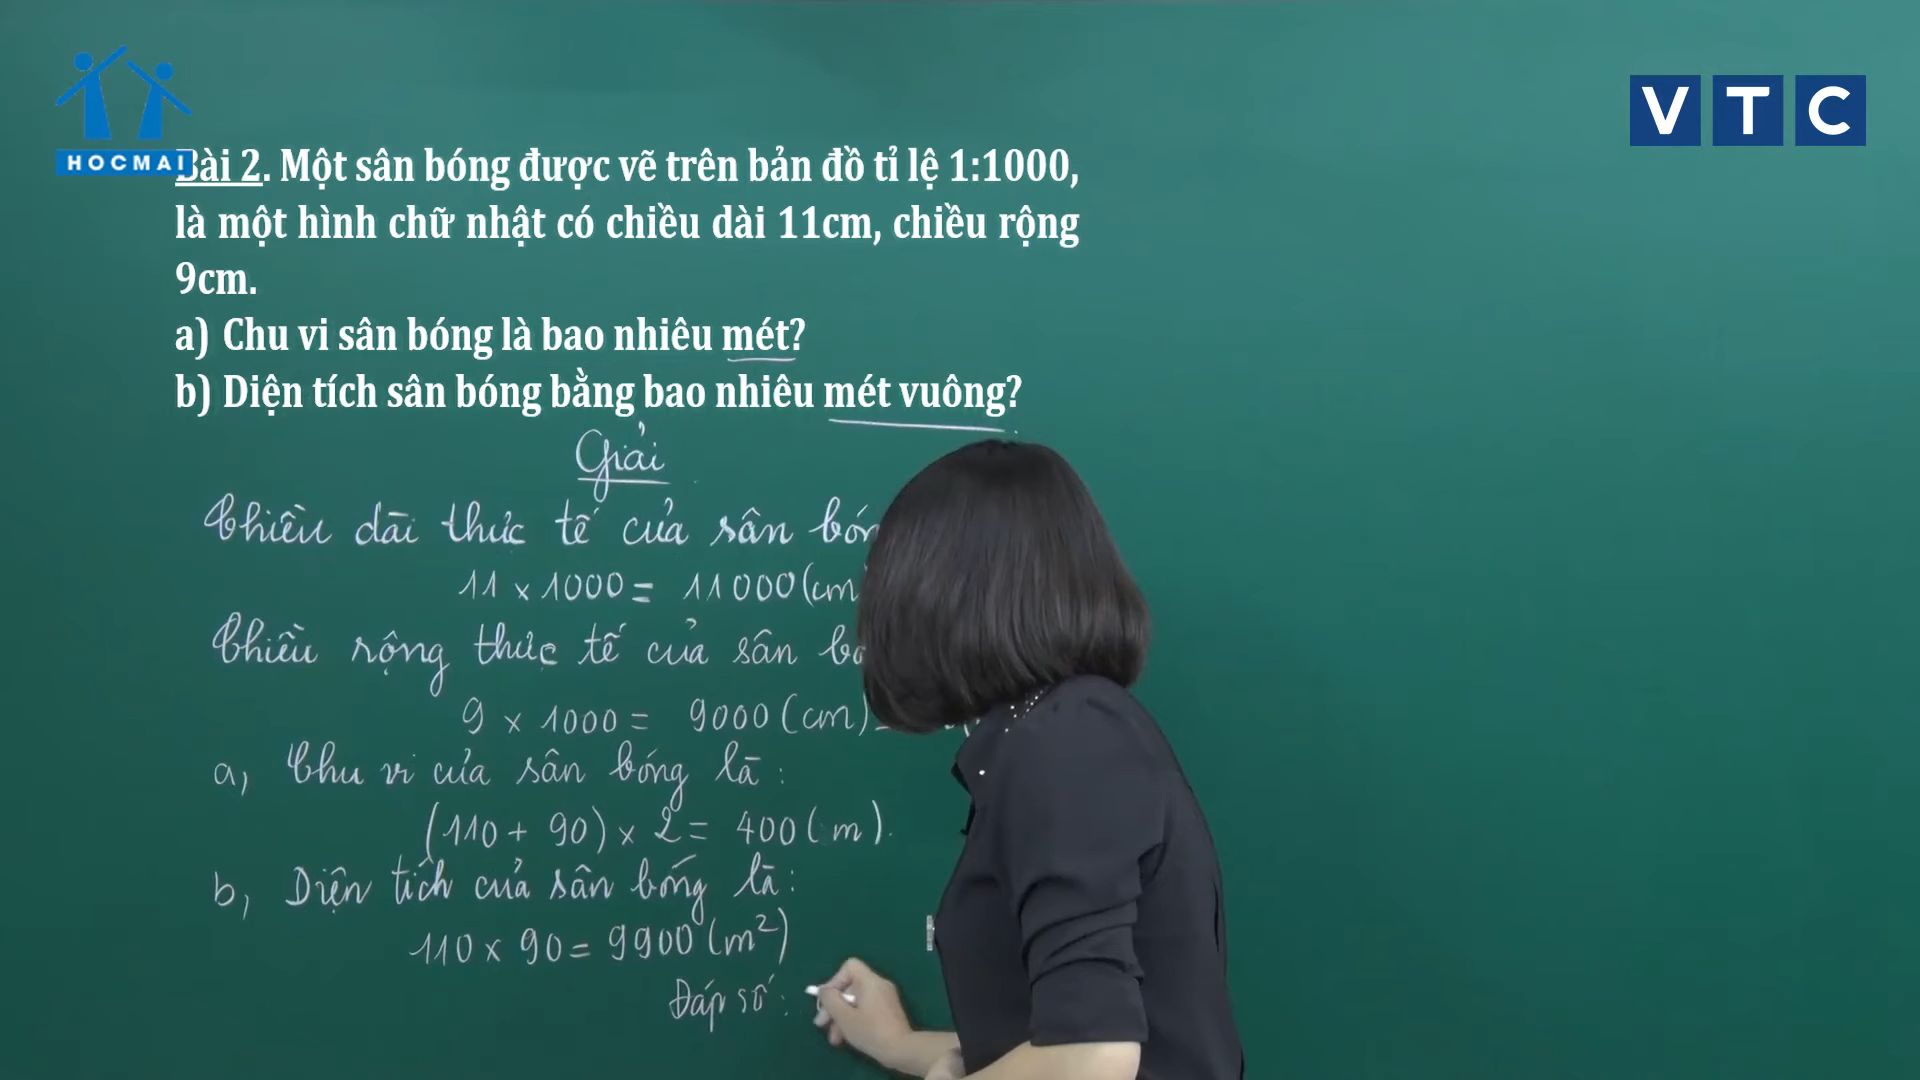 HOCMAI
VTC
Bài 2. Một sân bóng được vẽ trên bản đồ tỉ lệ 1:1000,
là một hình chữ nhật có chiều dài 11cm, chiều rộng
9cm.
a) Chu vi sân bóng là bao nhiêu mét?
b) Diện tích sân bóng bằng bao nhiêu mét vuông?
Giải
Chiều dài thực tế của sân
11 x 1000 = 11000 (cm
Chiều rộng thực tế của sân
9 x 1000 = 9000 (cm) =
a, Chu vi của sân bóng là :
(110 + 90) x 2 = 400 (m).
b, Diện tích của sân bóng là :
110 x 90 = 9900 (m²)
Đáp số :